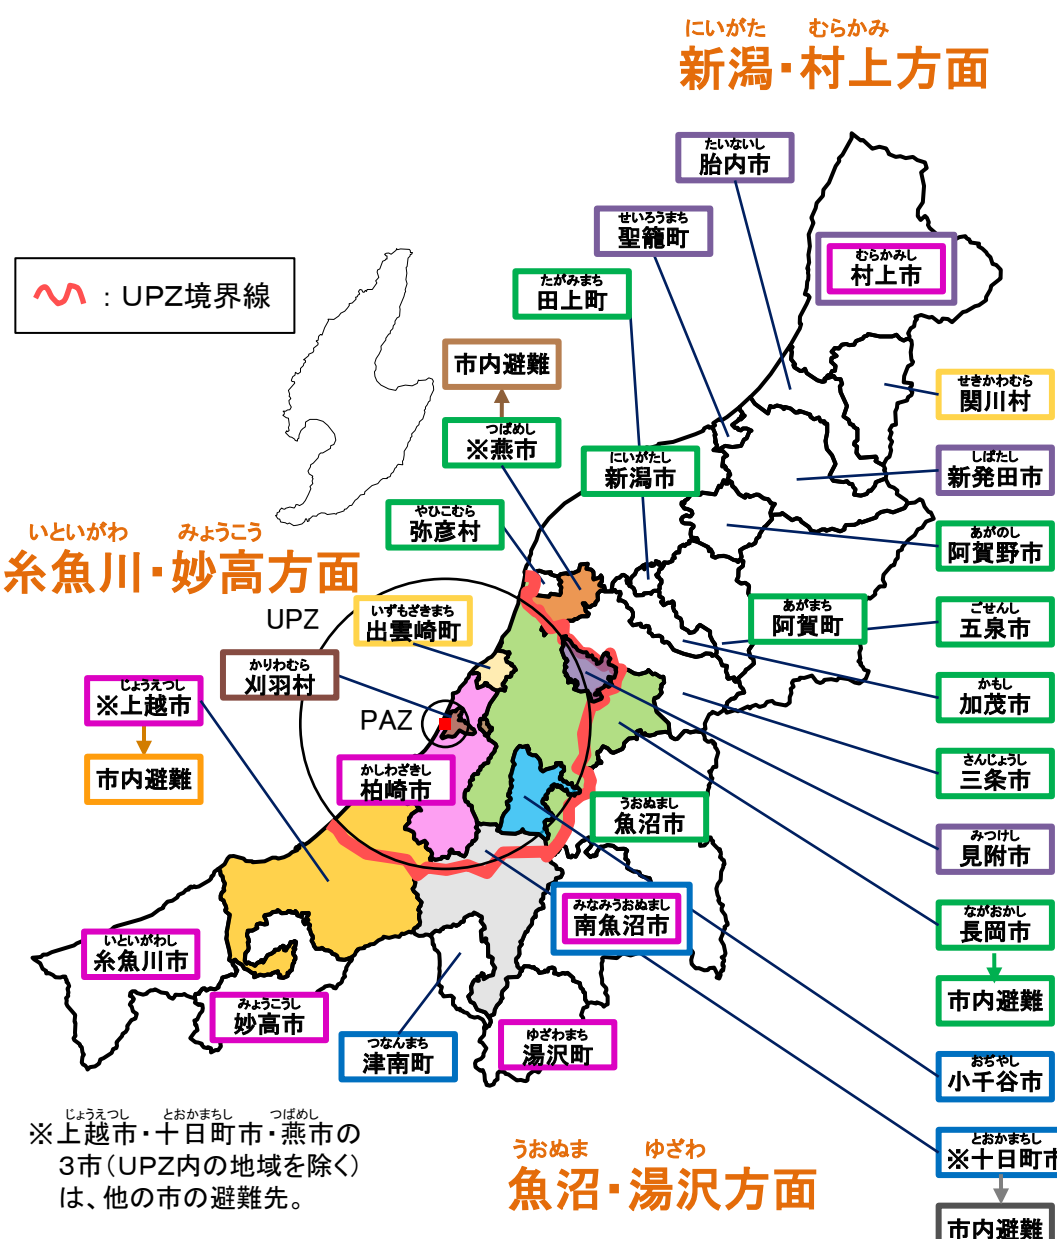 にいがた むらかみ
新潟・村上方面
たいないし
胎内市
せいろうまち
聖籠町
むらかみし
村上市
たがみまち
田上町
：UPZ境界線
市内避難
せきかわむら
関川村
つばめし
※燕市
にいがたし
新潟市
しばたし
新発田市
やひこむら
弥彦村
あがのし
阿賀野市
いといがわ みょうこう
糸魚川・妙高方面
UPZ
いずもざきまち
出雲崎町
あがまち
阿賀町
ごせんし
五泉市
かりわむら
刈羽村
じょうえつし
※上越市
PAZ
かもし
加茂市
市内避難
かしわざきし
柏崎市
さんじょうし
三条市
うおぬまし
魚沼市
みつけし
見附市
みなみうおぬまし
南魚沼市
ながおかし
長岡市
いといがわし
糸魚川市
市内避難
みょうこうし
妙高市
つなんまち
津南町
ゆざわまち
湯沢町
おぢやし
小千谷市
じょうえつし とおかまちし つばめし
※上越市・十日町市・燕市の
3市（UPZ内の地域を除く）
は、他の市の避難先。
うおぬま ゆざわ
魚沼・湯沢方面
とおかまちし
※十日町市
市内避難